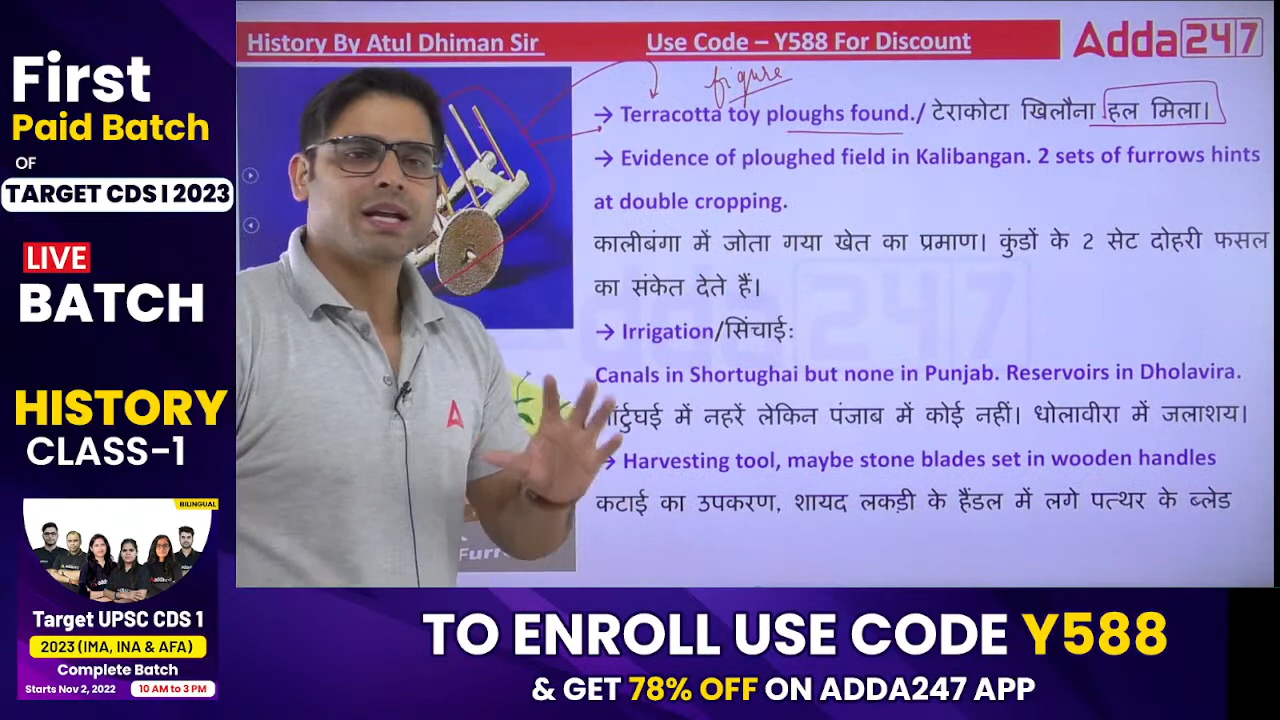 First
Paid Batch
OF
TARGET CDS I 2023
LIVE
BATCH
HISTORY
CLASS-1
BILINGUAL
Target UPSC CDS 1
2023 (IMA, INA & AFA)
Complete Batch
Starts Nov 2, 2022 10 AM to 3 PM
History By Atul Dhiman Sir Use Code – Y588 For Discount
Adda247
figure
→ Terracotta toy ploughs found./ टेराकोटा खिलौना हल मिला।
→ Evidence of ploughed field in Kalibangan. 2 sets of furrows hints
at double cropping.
कालीबंगा में जोता गया खेत का प्रमाण। कुंडों के 2 सेट दोहरी फसल
का संकेत देते हैं।
→ Irrigation/सिंचाई:
Canals in Shortughai but none in Punjab. Reservoirs in Dholavira.
में नहरें लेकिन पंजाब में कोई नहीं। धोलावीरा में जलाशय।
Harvesting tool, maybe stone blades set in wooden handles
कटाई का उपकरण, शायद लकड़ी के हैंडल में लगे पत्थर के ब्लेड
TO ENROLL USE CODE Y588
& GET 78% OFF ON ADDA247 APP